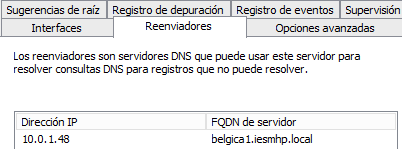 Sugerencias de raíz Registro de depuración Registro de eventos Supervisión
Interfaces Reenviadores Opciones avanzadas
Los reenviadores son servidores DNS que puede usar este servidor para
resolver consultas DNS para registros que no puede resolver.
Dirección IP FQDN de servidor
10.0.1.48 belgica1.iesmhp.local